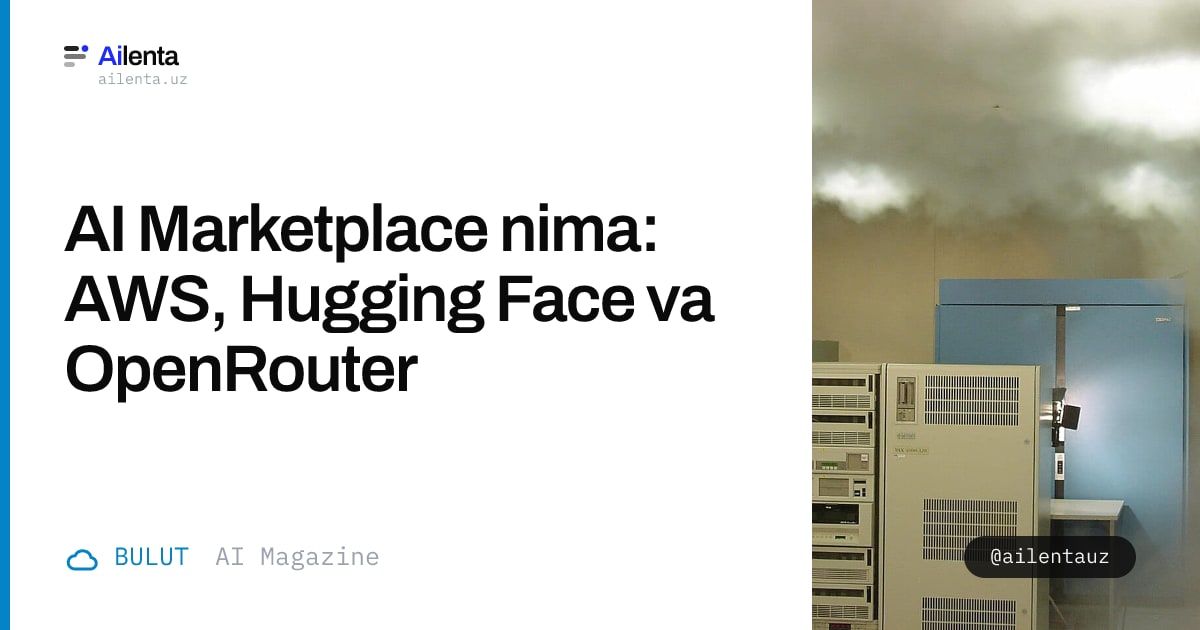 Ailenta
ailenta.uz
AI Marketplace nima:
AWS, Hugging Face va
OpenRouter
BULUT AI Magazine
@ailentauz